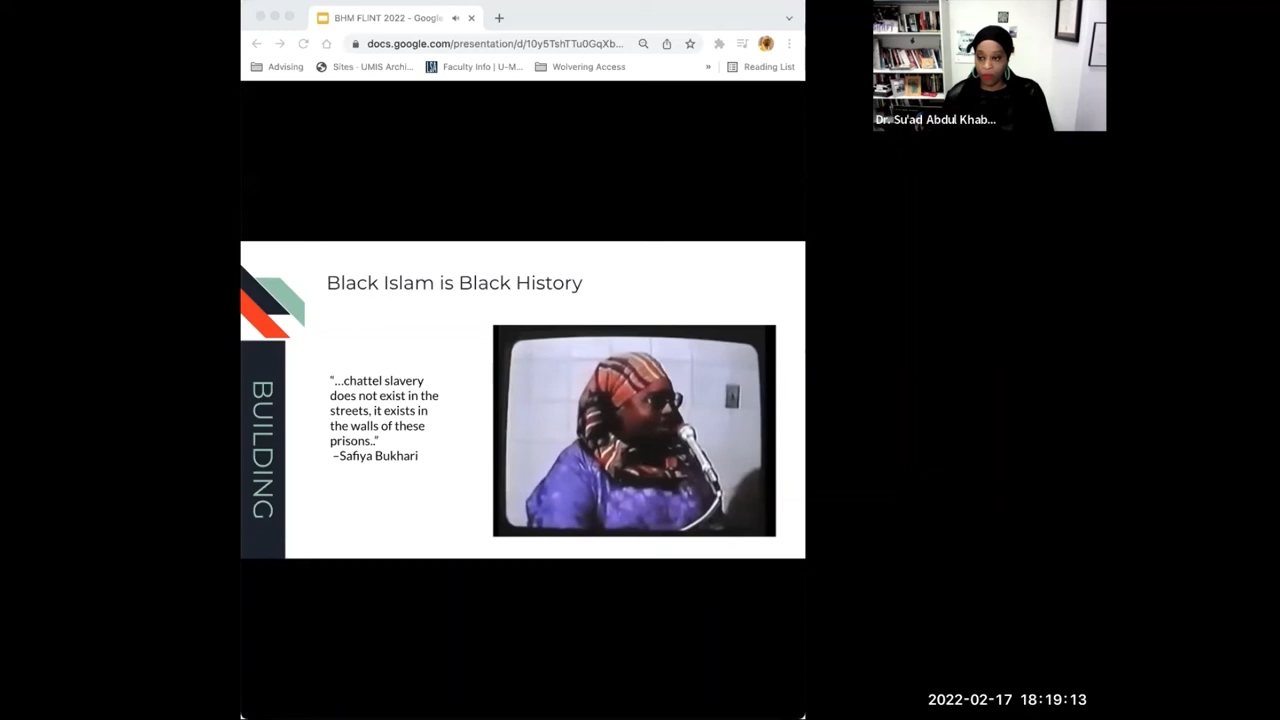 BHM FLINT 2022 - Google
docs.google.com/presentation/d/10y5TshTTu0GqXb...
Advising
Sites · UMIS Archi...
Faculty Info | U-M...
Wolvering Access
»
Reading List
Dr. Su'ad Abdul Khab...
Black Islam is Black History
BUILDING
"...chattel slavery
does not exist in the
streets, it exists in
the walls of these
prisons.."
–Safiya Bukhari
2022-02-17 18:19:13